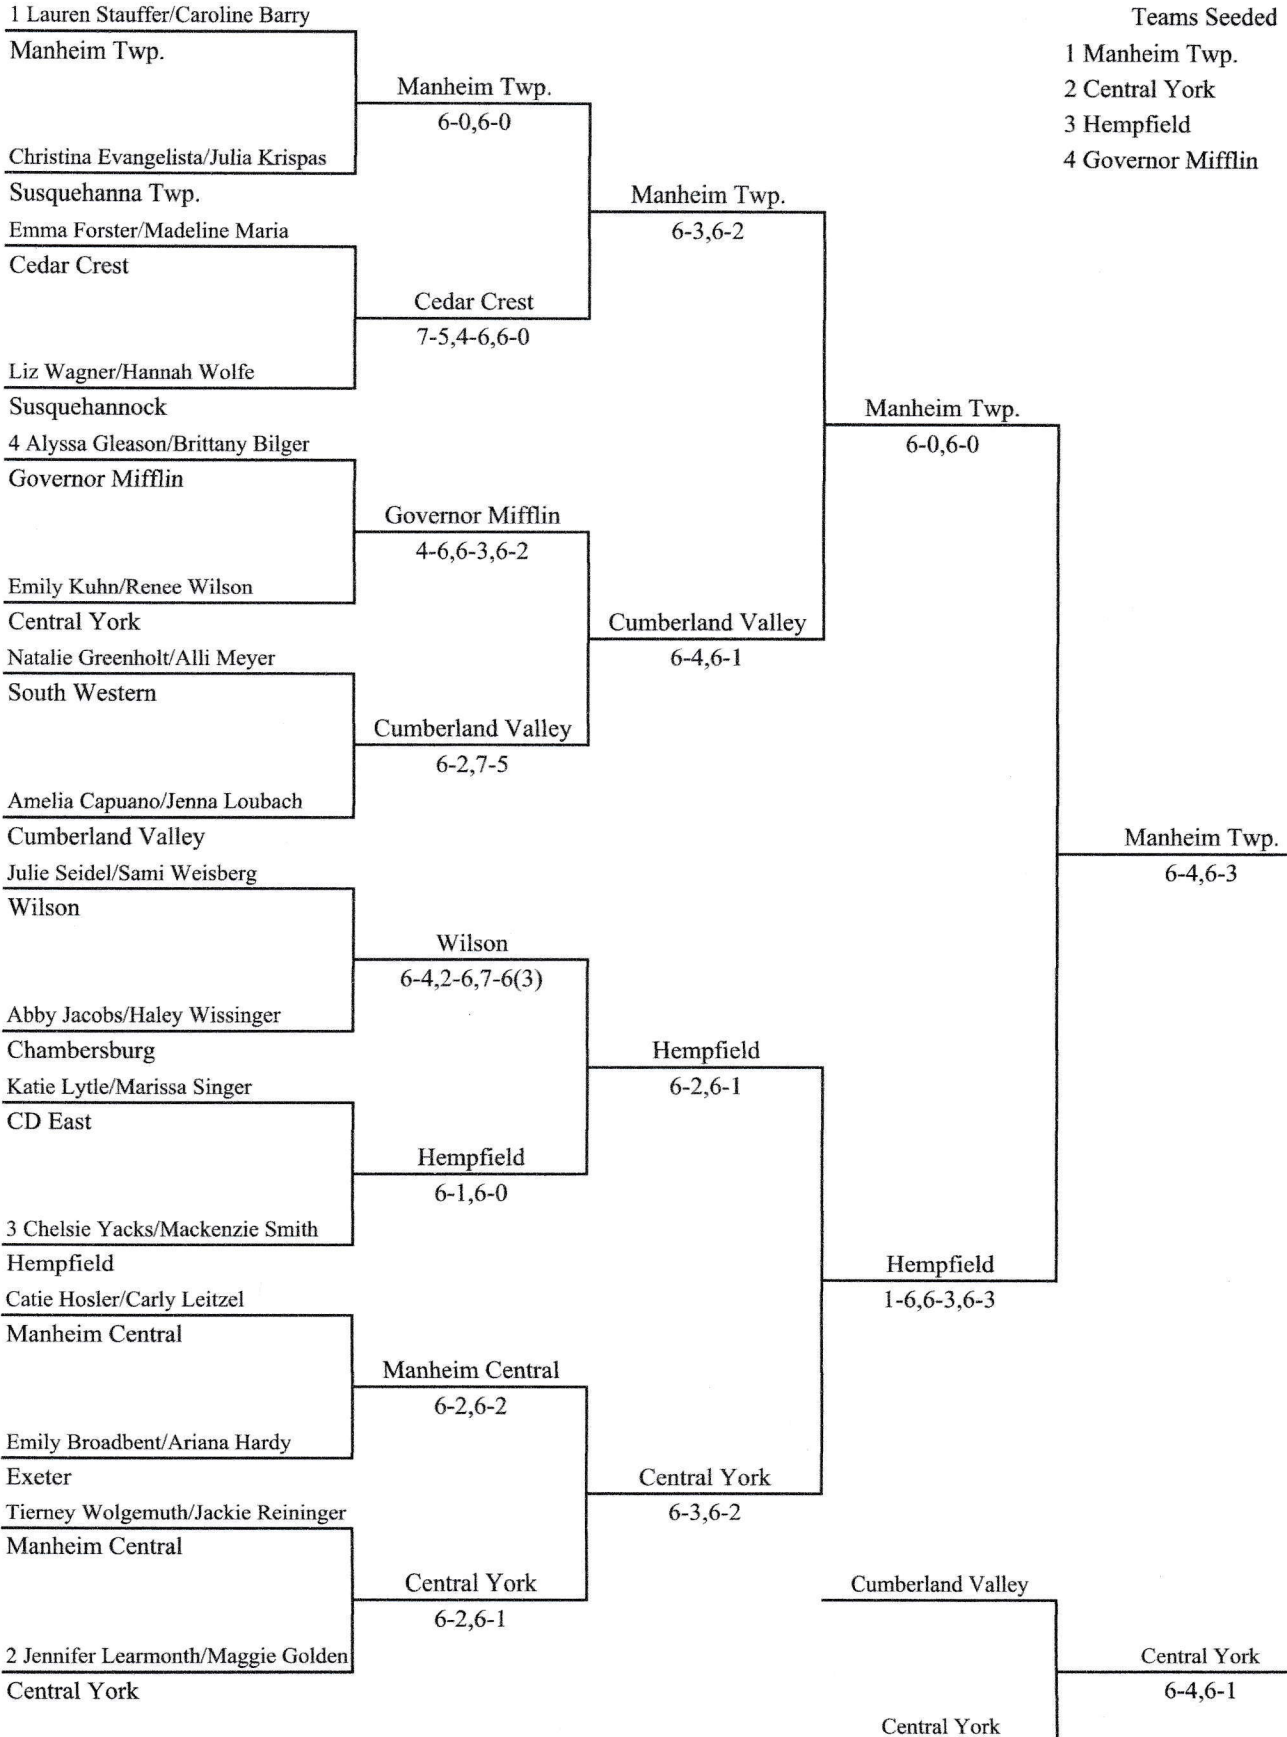 1 Lauren Stauffer/Caroline Barry
Manheim Twp.
Manheim Twp.
6-0,6-0
Christina Evangelista/Julia Krispas
Susquehanna Twp.
Manheim Twp.
6-3,6-2
Emma Forster/Madeline Maria
Cedar Crest
Cedar Crest
7-5,4-6,6-0
Liz Wagner/Hannah Wolfe
Susquehannock
Manheim Twp.
6-0,6-0
4 Alyssa Gleason/Brittany Bilger
Governor Mifflin
Governor Mifflin
4-6,6-3,6-2
Emily Kuhn/Renee Wilson
Central York
Cumberland Valley
6-4,6-1
Natalie Greenholt/Alli Meyer
South Western
Cumberland Valley
6-2,7-5
Amelia Capuano/Jenna Loubach
Cumberland Valley
Manheim Twp.
6-4,6-3
Julie Seidel/Sami Weisberg
Wilson
Wilson
6-4,2-6,7-6(3)
Abby Jacobs/Haley Wissinger
Chambersburg
Hempfield
6-2,6-1
Katie Lytle/Marissa Singer
CD East
Hempfield
6-1,6-0
3 Chelsie Yacks/Mackenzie Smith
Hempfield
Hempfield
1-6,6-3,6-3
Catie Hosler/Carly Leitzel
Manheim Central
Manheim Central
6-2,6-2
Emily Broadbent/Ariana Hardy
Exeter
Central York
6-3,6-2
Tierney Wolgemuth/Jackie Reininger
Manheim Central
Central York
6-2,6-1
2 Jennifer Learmonth/Maggie Golden
Central York
Cumberland Valley
Central York
6-4,6-1
Central York
Teams Seeded
1 Manheim Twp.
2 Central York
3 Hempfield
4 Governor Mifflin